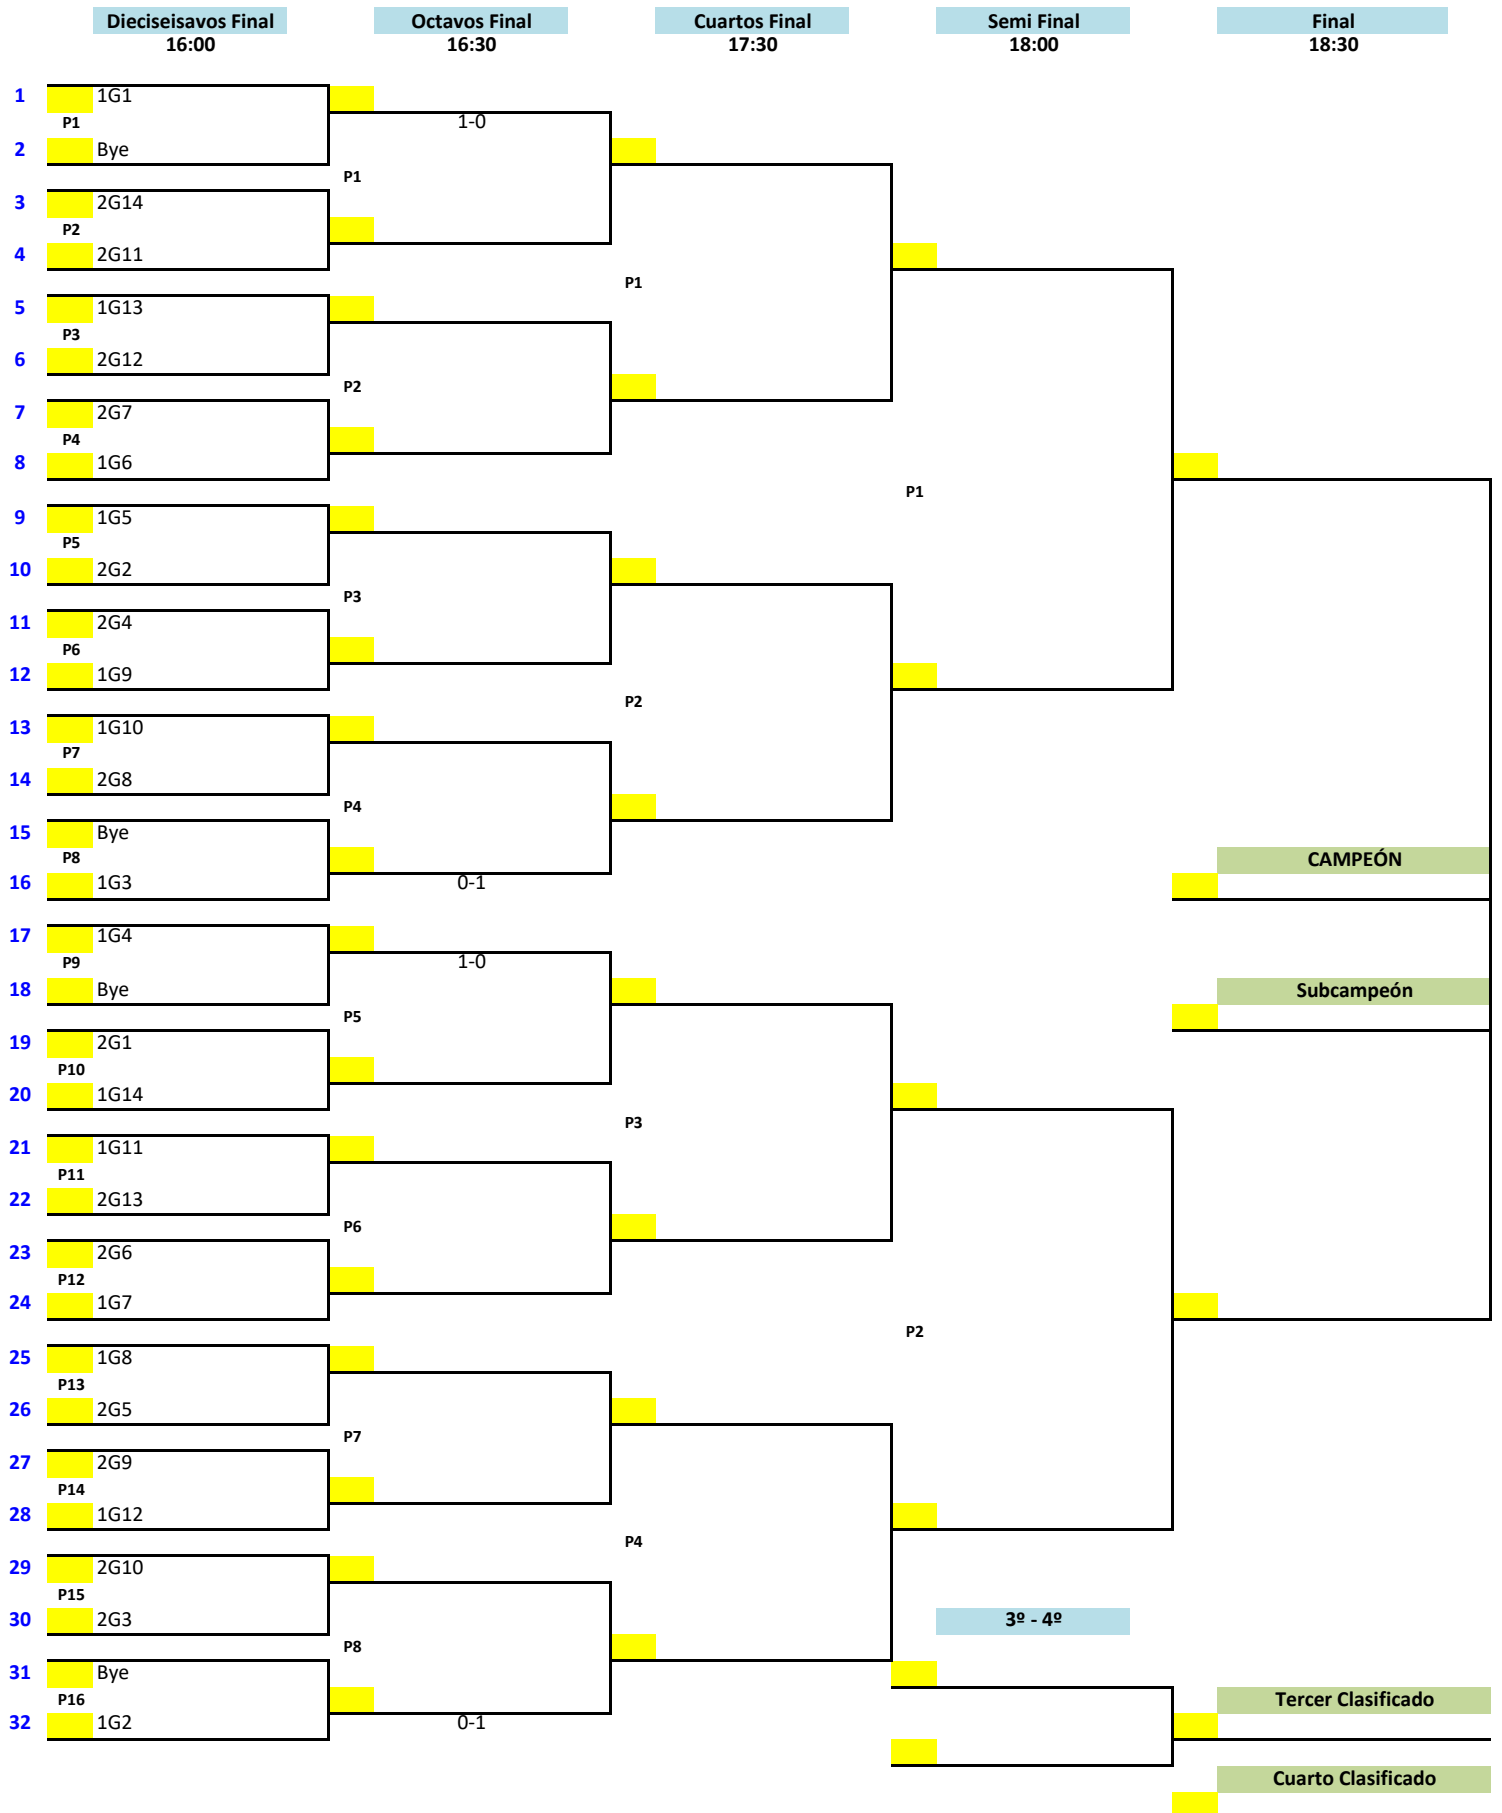 Dieciseisavos Final Octavos Final Cuartos Final Semi Final Final
16:00 16:30 17:30 18:00 18:30
1 1G1
P1 1-0
2 Bye
P1
3 2G14
P2
4 2G11
P1
5 1G13
P3
6 2G12
P2
7 2G7
P4
8 1G6
P1
9 1G5
P5
10 2G2
P3
11 2G4
P6
12 1G9
P2
13 1G10
P7
14 2G8
P4
15 Bye
P8 CAMPEÓN
16 1G3 0-1
17 1G4
P9 1-0
18 Bye Subcampeón
P5
19 2G1
P10
20 1G14
P3
21 1G11
P11
22 2G13
P6
23 2G6
P12
24 1G7
P2
25 1G8
P13
26 2G5
P7
27 2G9
P14
28 1G12
P4
29 2G10
P15
30 2G3 3º - 4º
P8
31 Bye
P16 Tercer Clasificado
32 1G2 0-1
Cuarto Clasificado